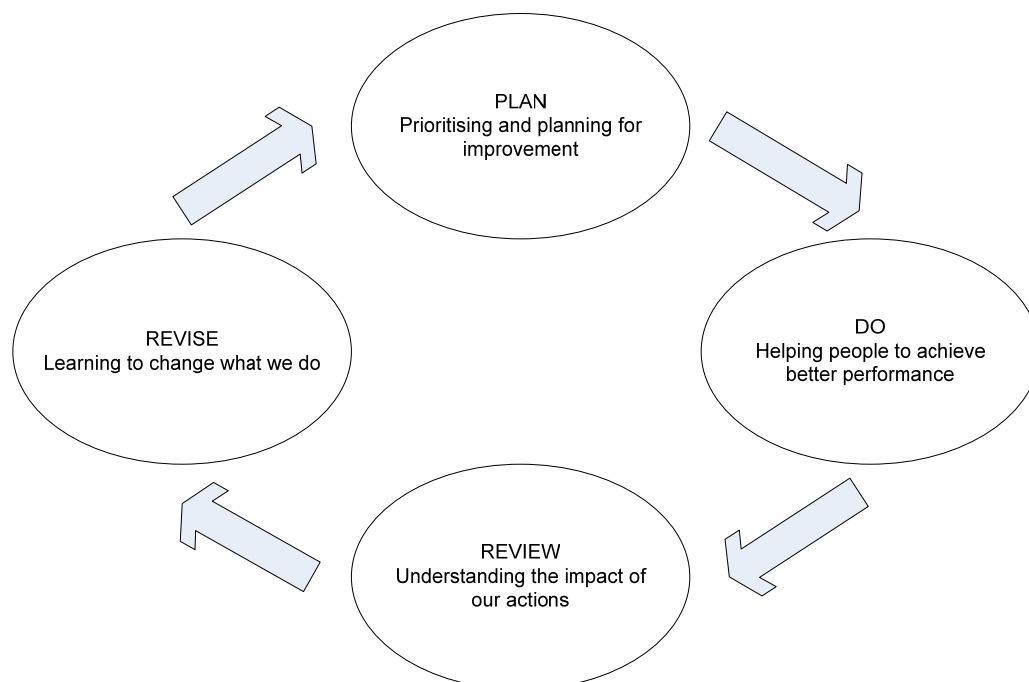 PLAN
Prioritising and planning for
improvement
DO
Helping people to achieve
better performance
REVIEW
Understanding the impact of
our actions
REVISE
Learning to change what we do